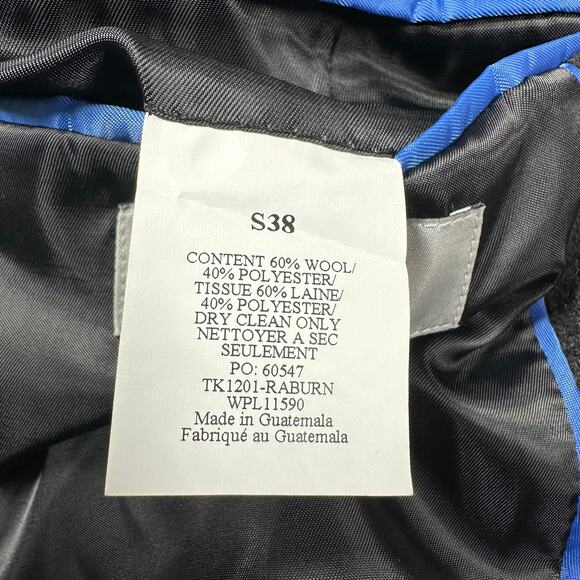 S38
CONTENT 60% WOOL/
40% POLYESTER/
TISSUE 60% LAINE/
40% POLYESTER/
DRY CLEAN ONLY
NETTOYER A SEC
SEULEMENT
PO: 60547
TK1201-RABURN
WPL11590
Made in Guatemala
Fabriqué au Guatemala